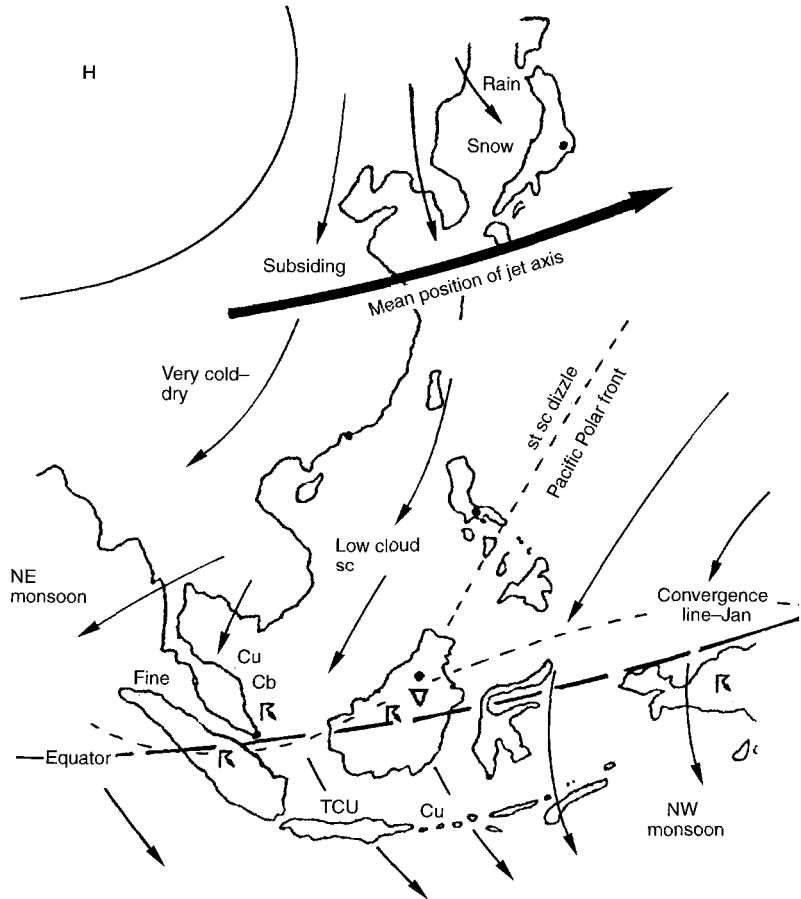 H
Rain
Snow
Subsiding
Mean position of jet axis
Very cold–
dry
st sc dizzle
Pacific Polar front
Low cloud
sc
NE
monsoon
Convergence
line–Jan
Cu
Cb
Fine
Equator
TCU
Cu
NW
monsoon